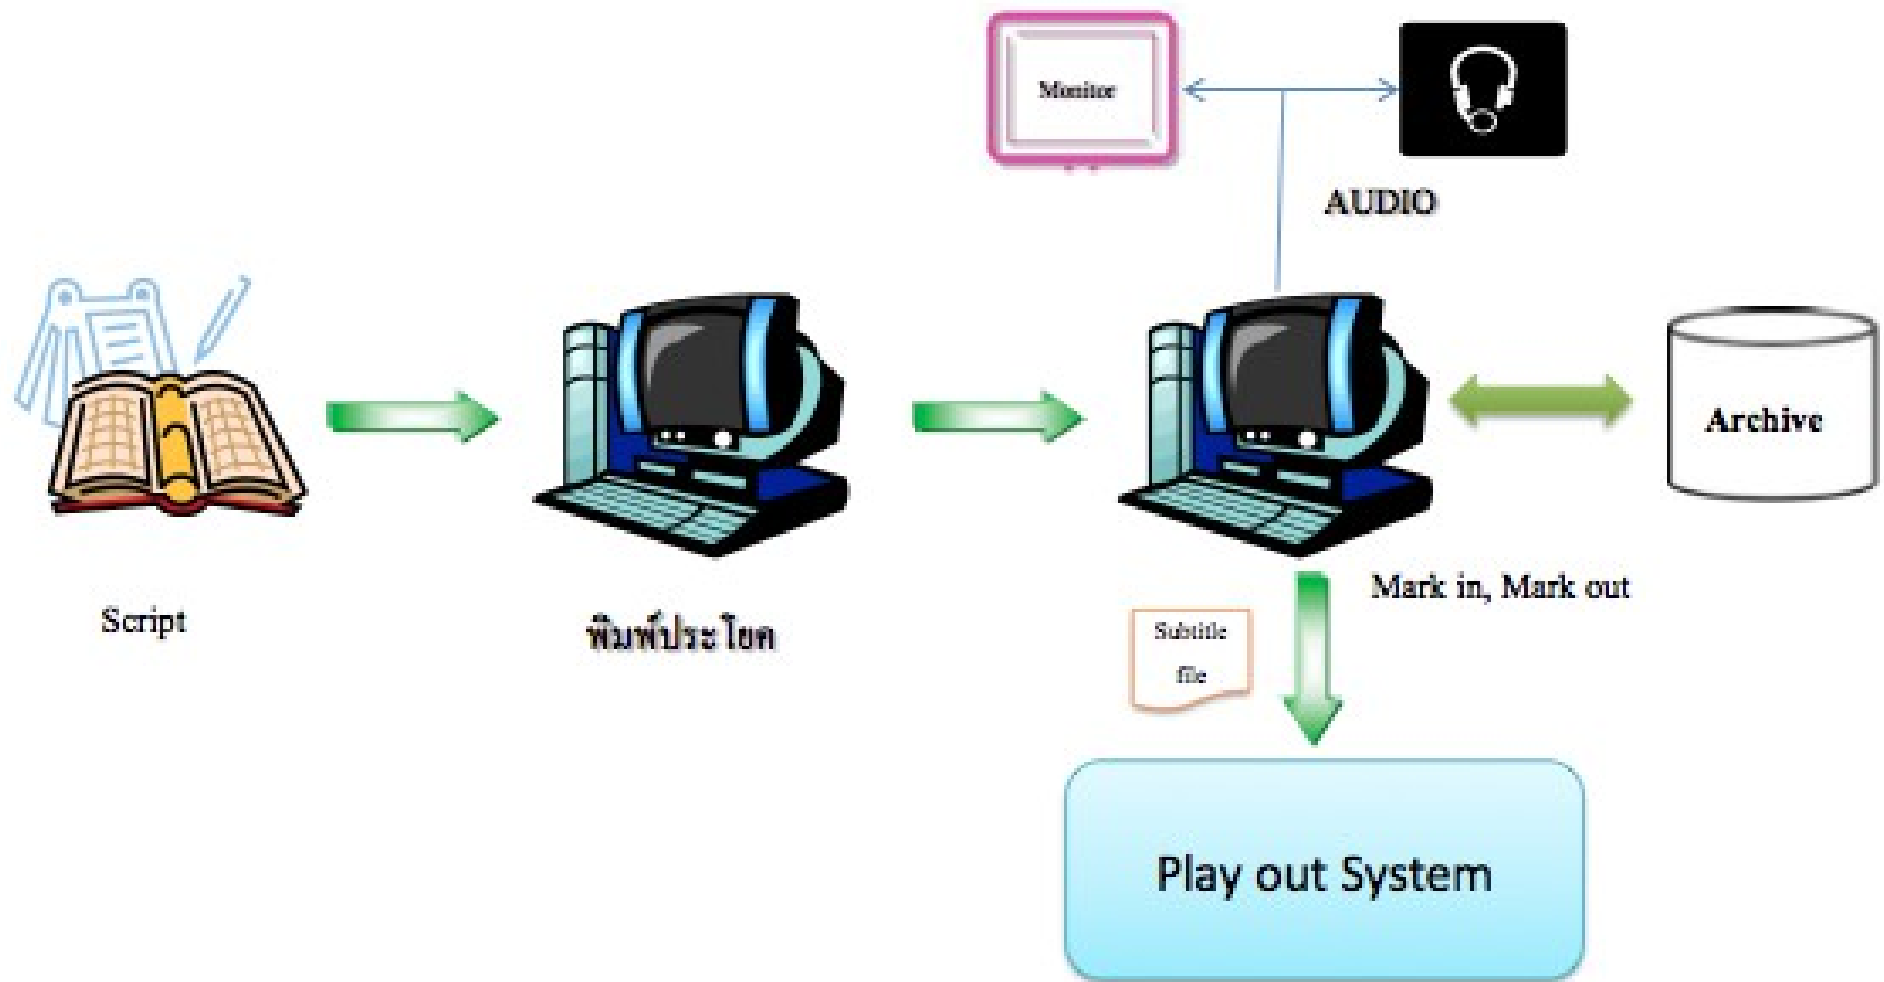 Monitor
AUDIO
Archive
Script
พิมพ์ประโยค
Mark in, Mark out
Subtitle
file
Play out System